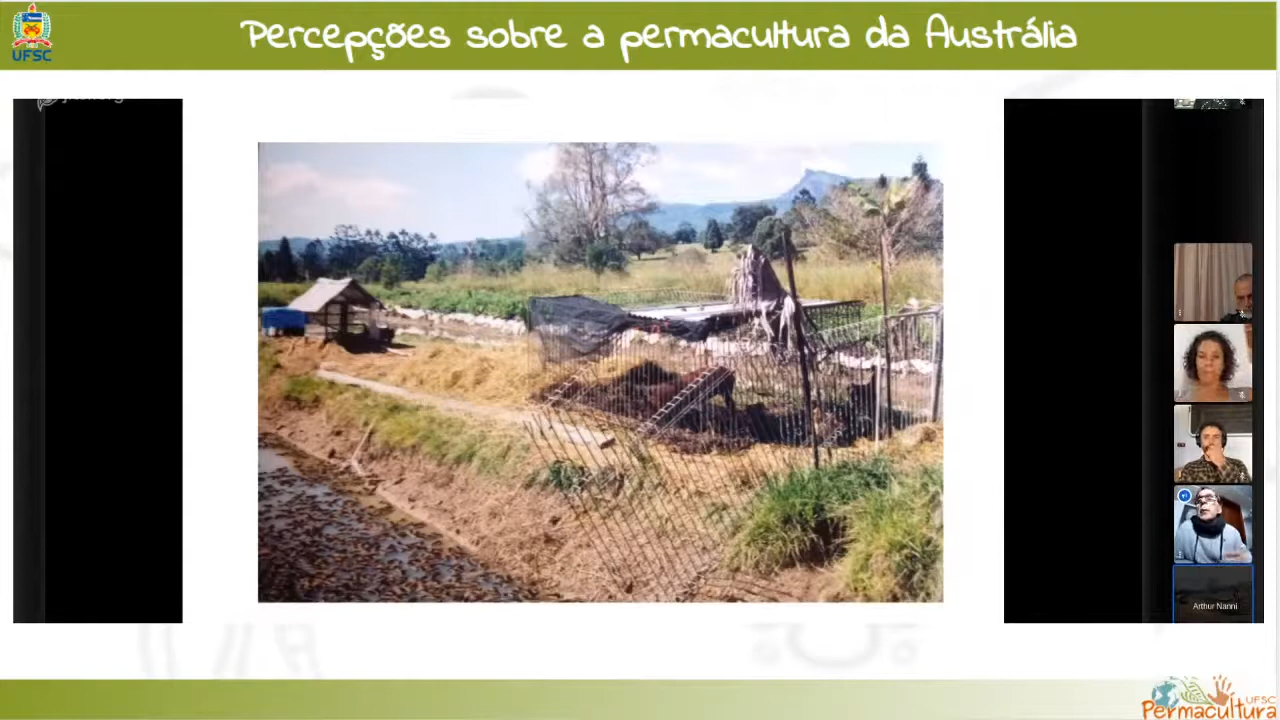 Percepções sobre a permacultura da Austrália
UFSC
Arthur Nanni
UFSC
Permacultura